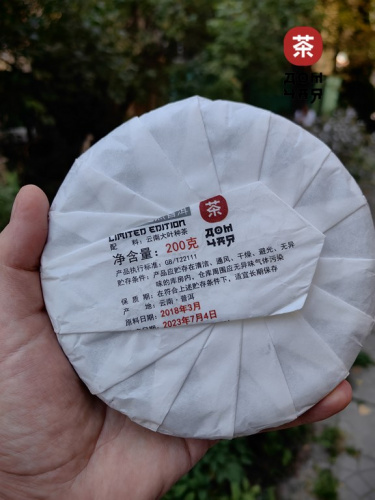 茶
ДОМ
ЧАЯ
LIMITED EDITION
配 料: 云南大叶种茶
净含量: 200克
茶
ДОМ
ЧАЯ
产品执行标准: GB/T22111
贮存条件: 产品应贮存在清洁、通风、干燥、避光、无异
味的库房内, 仓库周围应无异味气体污染
保 质 期: 在符合上述贮存条件下, 适宜长期保存
产 地: 云南·普洱
原料日期: 2018年3月
日期: 2023年7月4日